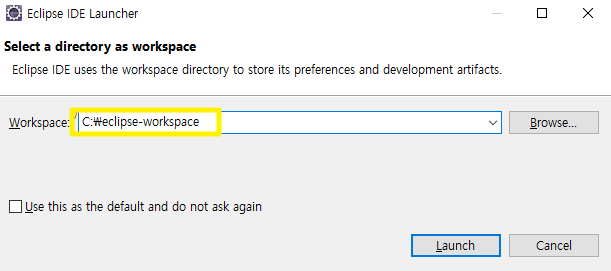 Eclipse IDE Launcher
Select a directory as workspace
Eclipse IDE uses the workspace directory to store its preferences and development artifacts.
Workspace: C:₩eclipse-workspace Browse...
Use this as the default and do not ask again
Launch Cancel